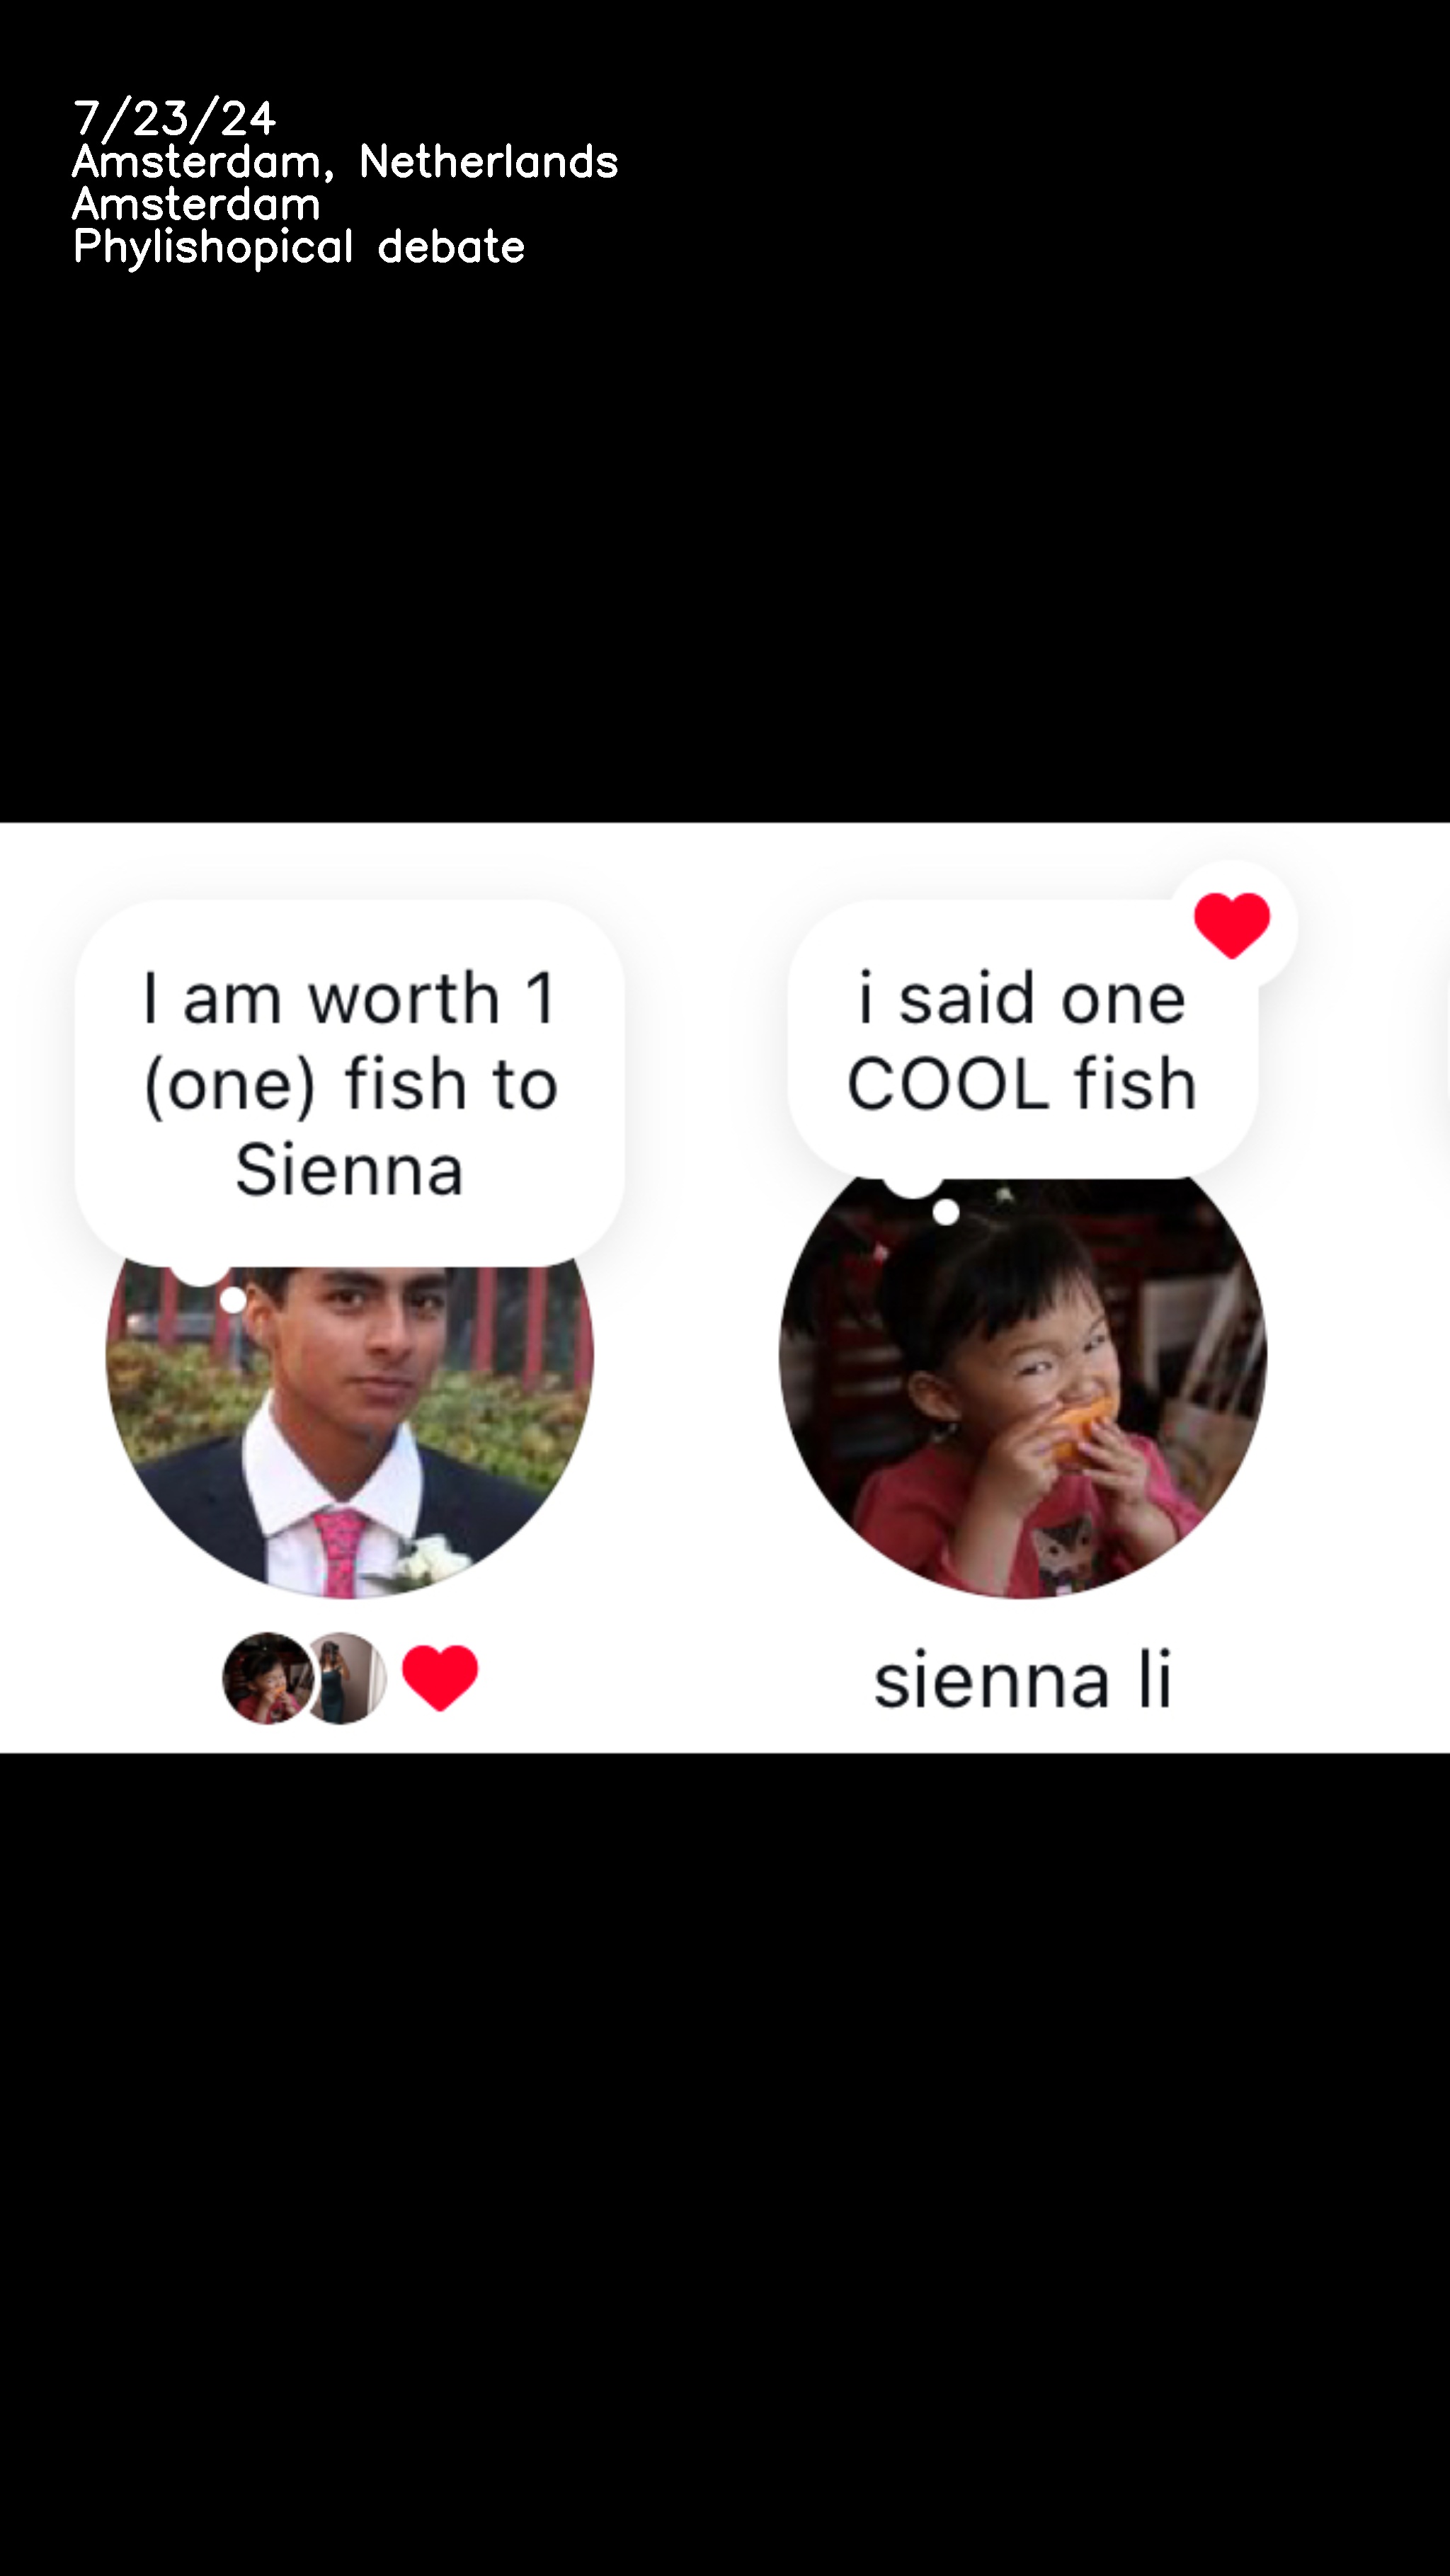 7/23/24
Amsterdam, Netherlands
Amsterdam
Phylishopical debate
I am worth 1
(one) fish to
Sienna
i said one
COOL fish
sienna li